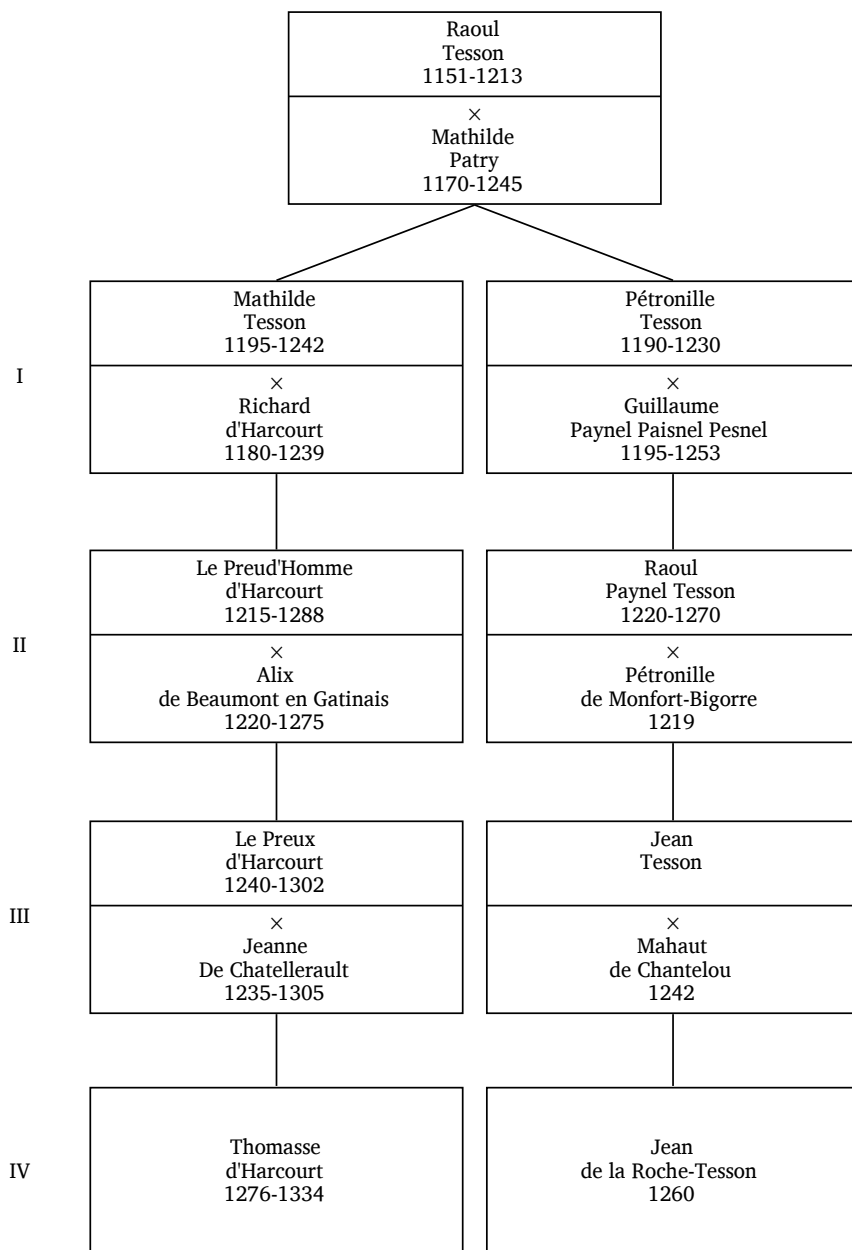 Raoul
Tesson
1151-1213
×
Mathilde
Patry
1170-1245
I
Mathilde
Tesson
1195-1242
×
Richard
d'Harcourt
1180-1239
Pétronille
Tesson
1190-1230
×
Guillaume
Paynel Paisnel Pesnel
1195-1253
II
Le Preud'Homme
d'Harcourt
1215-1288
×
Alix
de Beaumont en Gatinais
1220-1275
Raoul
Paynel Tesson
1220-1270
×
Pétronille
de Monfort-Bigorre
1219
III
Le Preux
d'Harcourt
1240-1302
×
Jeanne
De Chatellerault
1235-1305
Jean
Tesson
×
Mahaut
de Chantelou
1242
IV
Thomasse
d'Harcourt
1276-1334
Jean
de la Roche-Tesson
1260